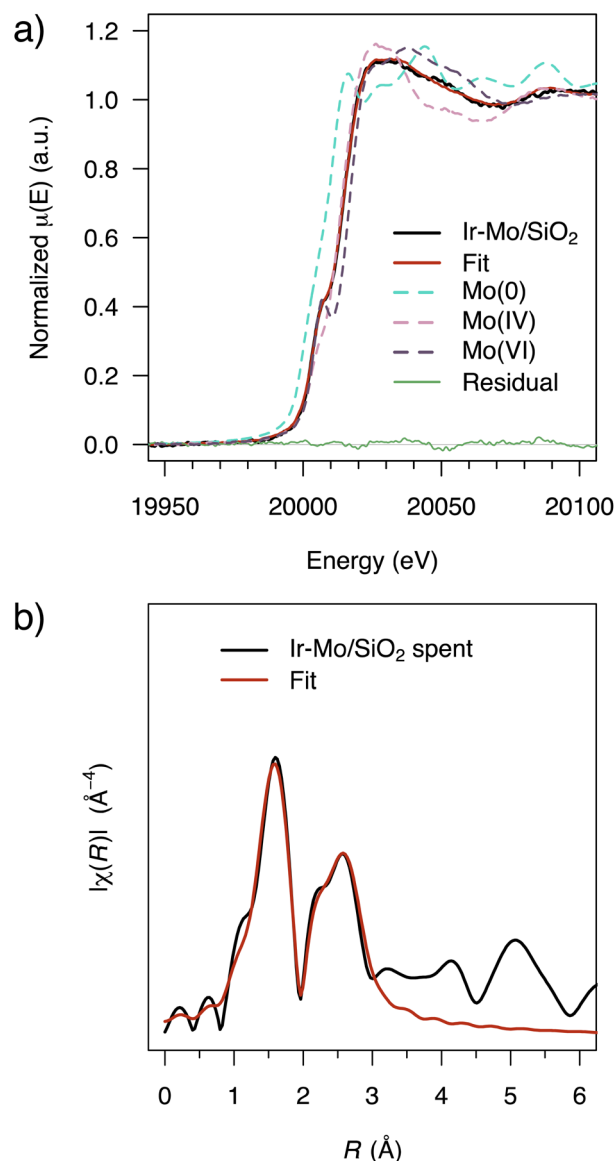 a)
Normalized μ(E) (a.u.)
1.2
1.0
0.8
0.6
0.4
0.2
0.0
Ir-Mo/SiO₂
Fit
Mo(0)
Mo(IV)
Mo(VI)
Residual
19950 20000 20050 20100
Energy (eV)
b)
Ir-Mo/SiO₂ spent
Fit
|χ(R)| (Å⁻⁴)
0 1 2 3 4 5 6
R (Å)